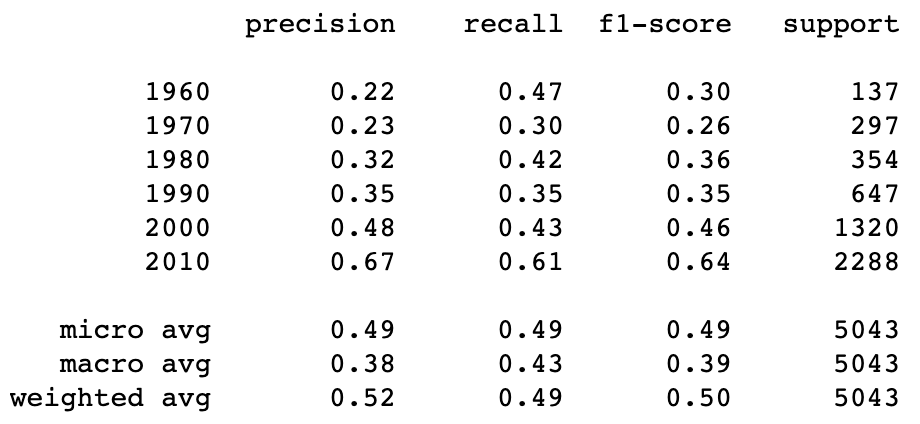 precision recall f1-score support
1960 0.22 0.47 0.30 137
1970 0.23 0.30 0.26 297
1980 0.32 0.42 0.36 354
1990 0.35 0.35 0.35 647
2000 0.48 0.43 0.46 1320
2010 0.67 0.61 0.64 2288
micro avg 0.49 0.49 0.49 5043
macro avg 0.38 0.43 0.39 5043
weighted avg 0.52 0.49 0.50 5043